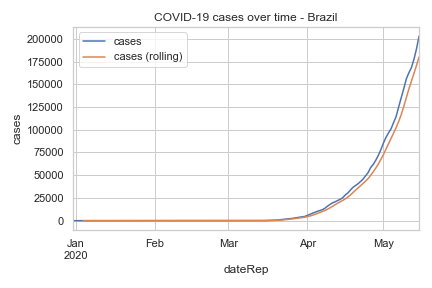 COVID-19 cases over time - Brazil
cases
cases (rolling)
200000
175000
150000
125000
100000
75000
50000
25000
0
cases
Jan Feb Mar Apr May
2020
dateRep